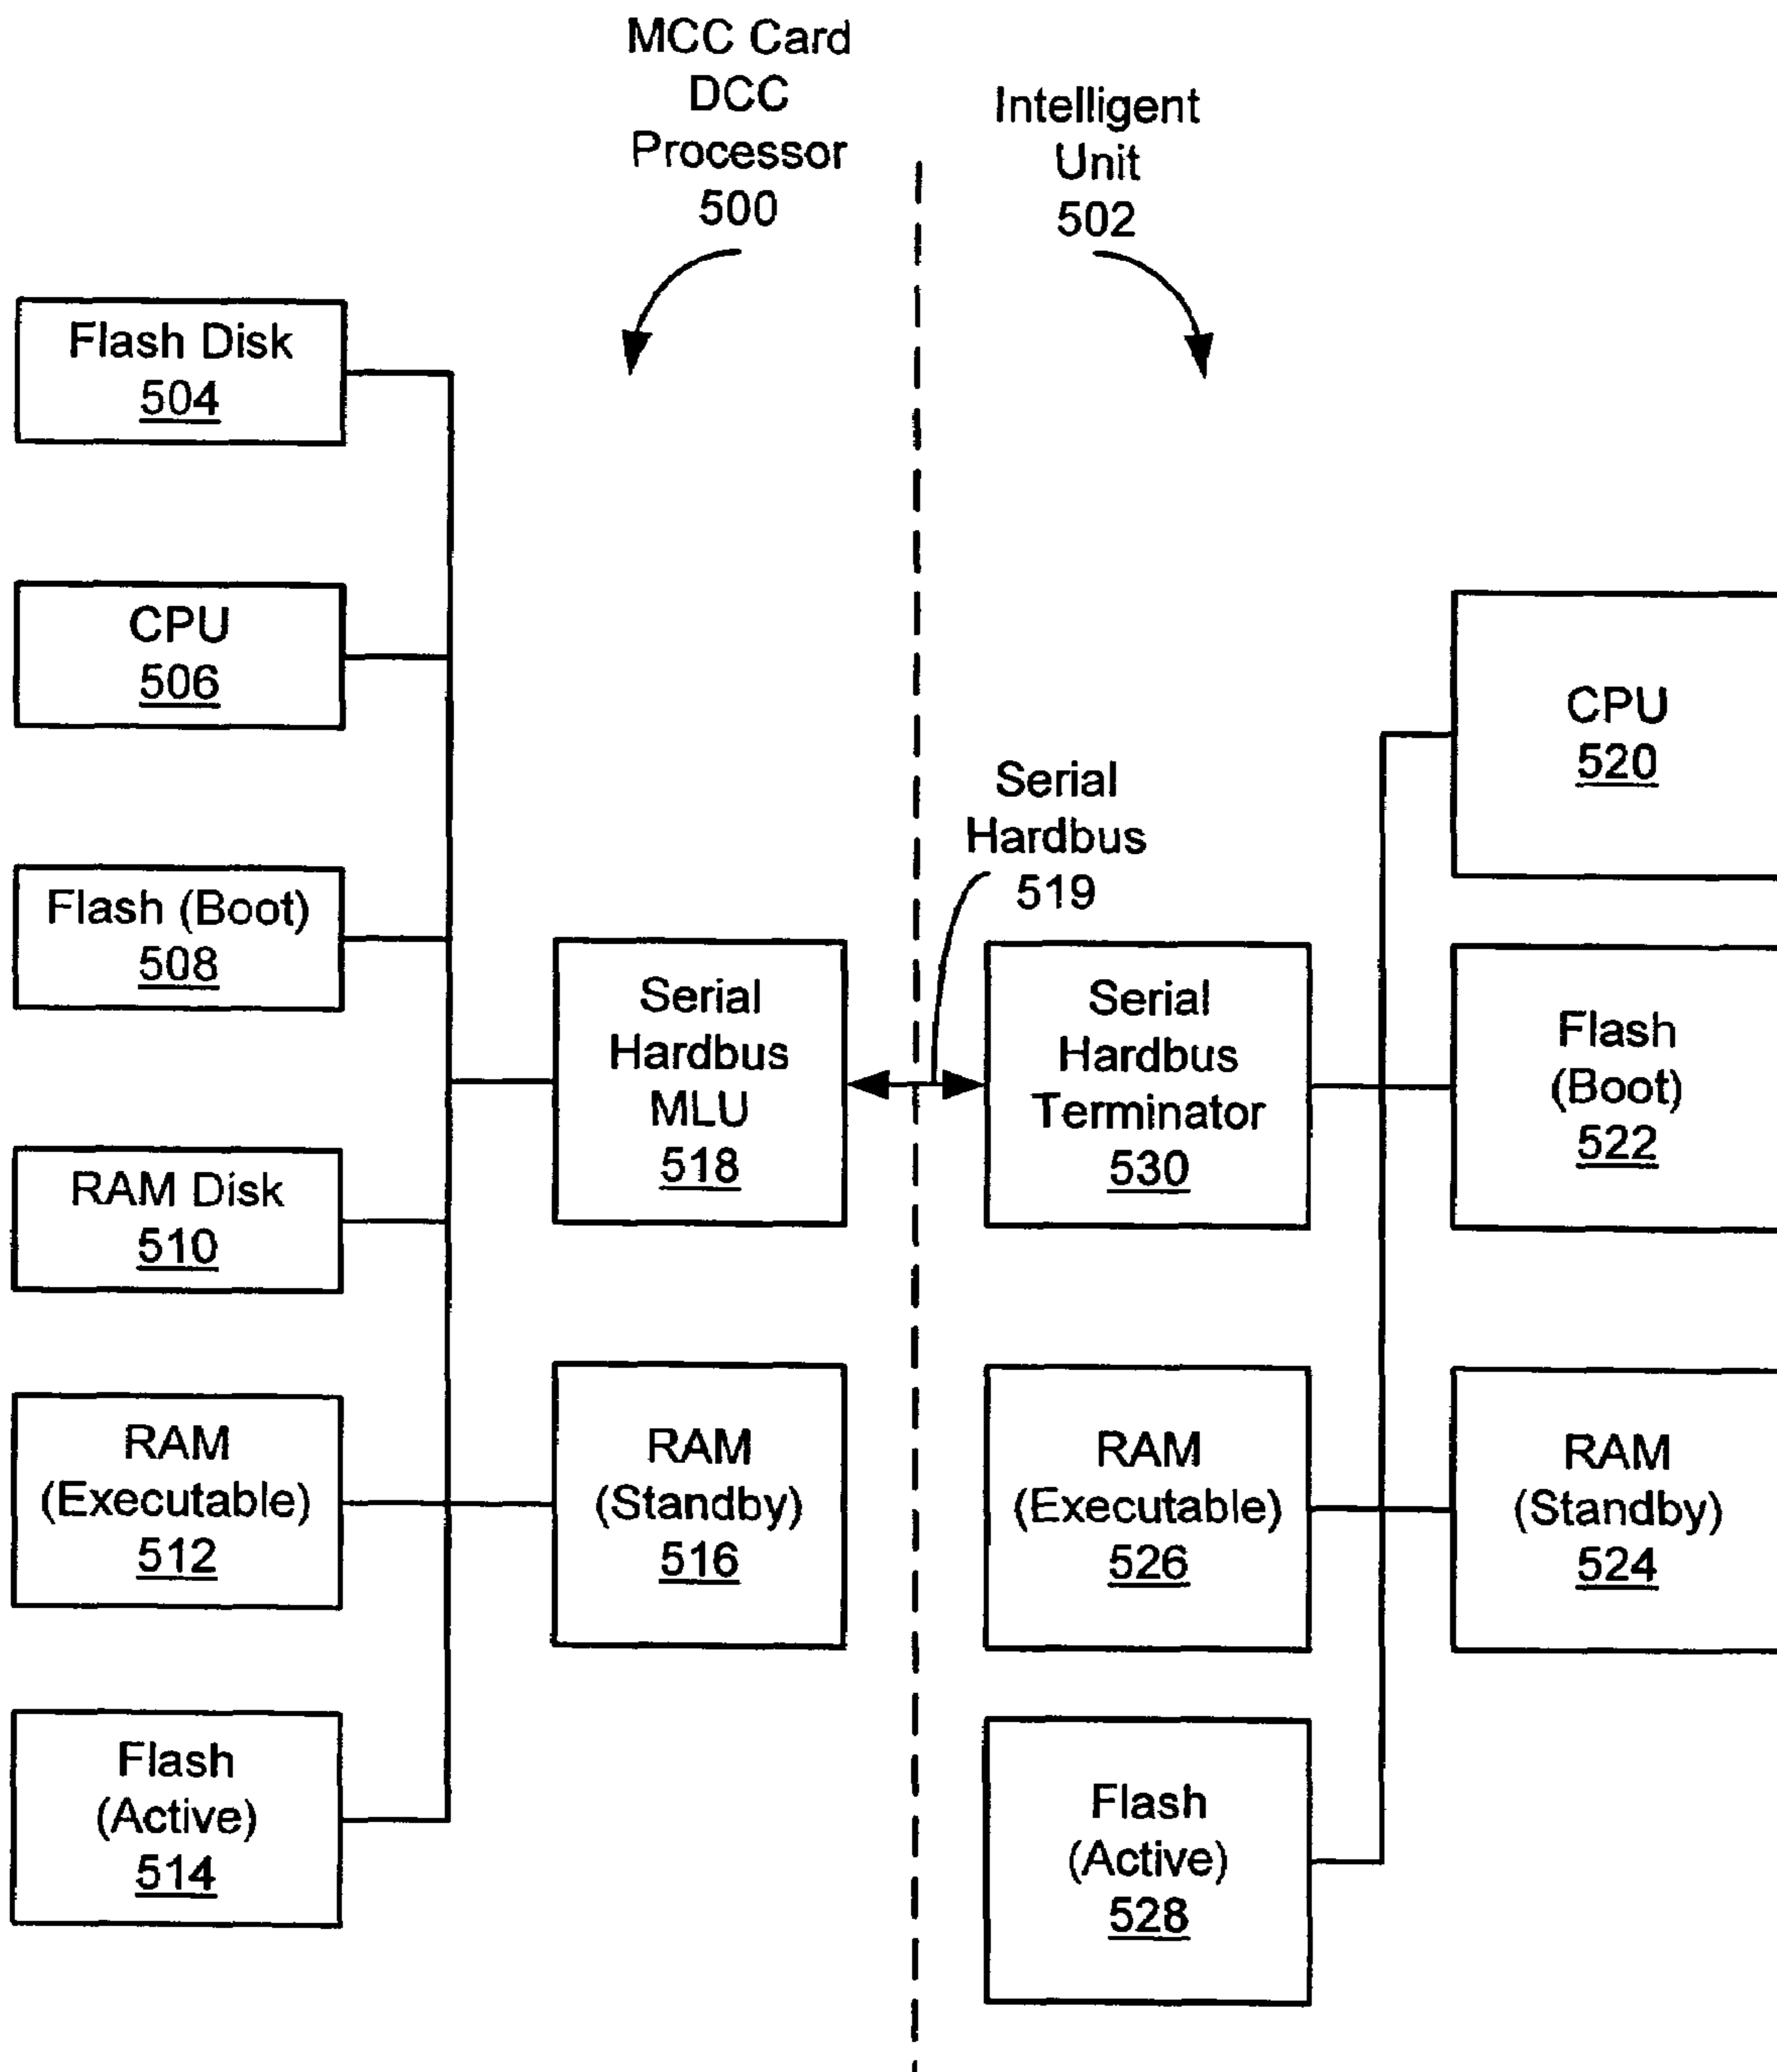 MCC Card
DCC
Processor
500
Intelligent
Unit
502
Flash Disk
504
CPU
506
Flash (Boot)
508
RAM Disk
510
RAM
(Executable)
512
Flash
(Active)
514
Serial
Hardbus
MLU
518
RAM
(Standby)
516
Serial
Hardbus
519
Serial
Hardbus
Terminator
530
RAM
(Executable)
526
Flash
(Active)
528
CPU
520
Flash
(Boot)
522
RAM
(Standby)
524